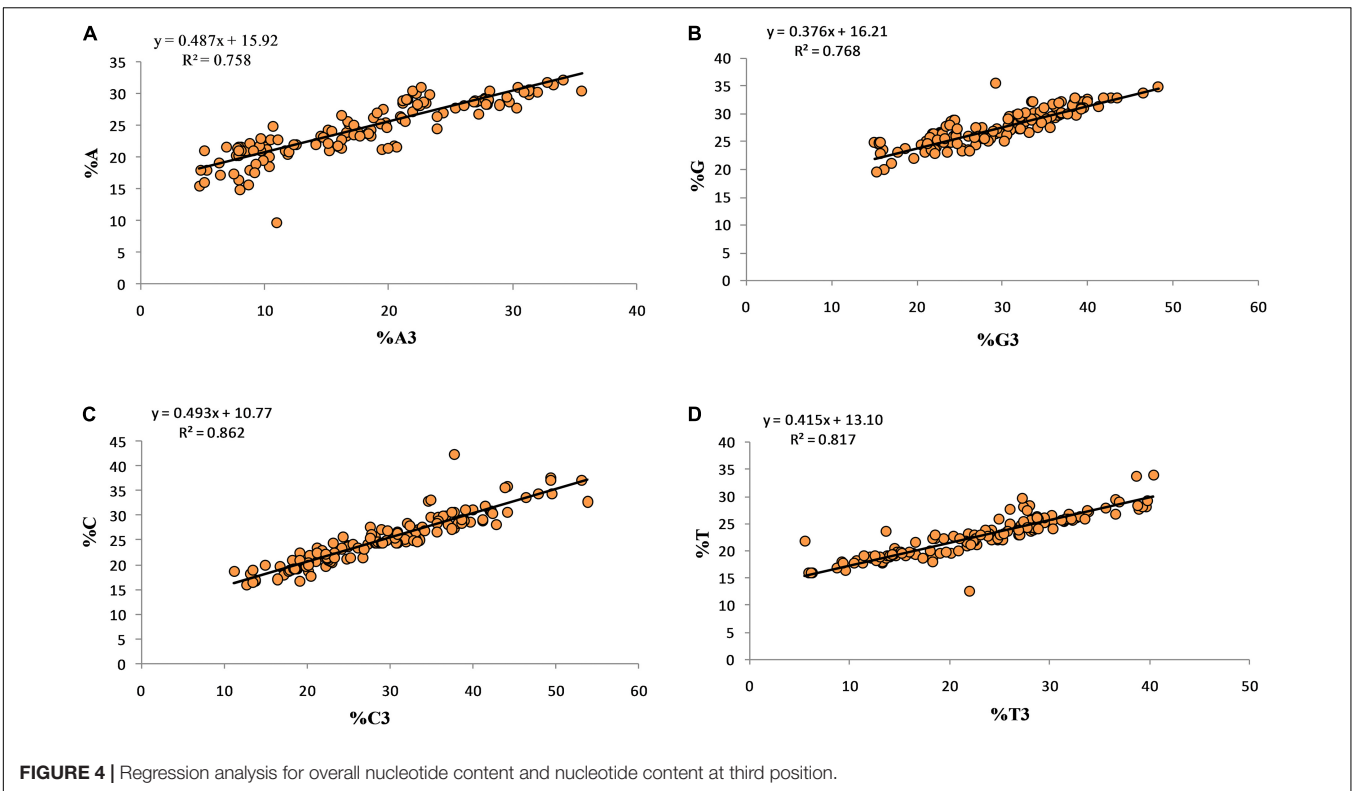 A
y = 0.487x + 15.92
R² = 0.758
35
30
25
20
15
10
5
0
%A
0 10 20 30 40
%A3
B
y = 0.376x + 16.21
R² = 0.768
40
35
30
25
20
15
10
5
0
%G
0 10 20 30 40 50 60
%G3
C
y = 0.493x + 10.77
R² = 0.862
45
40
35
30
25
20
15
10
5
0
%C
0 10 20 30 40 50 60
%C3
D
y = 0.415x + 13.10
R² = 0.817
40
35
30
25
20
15
10
5
0
%T
0 10 20 30 40 50
%T3
FIGURE 4 | Regression analysis for overall nucleotide content and nucleotide content at third position.